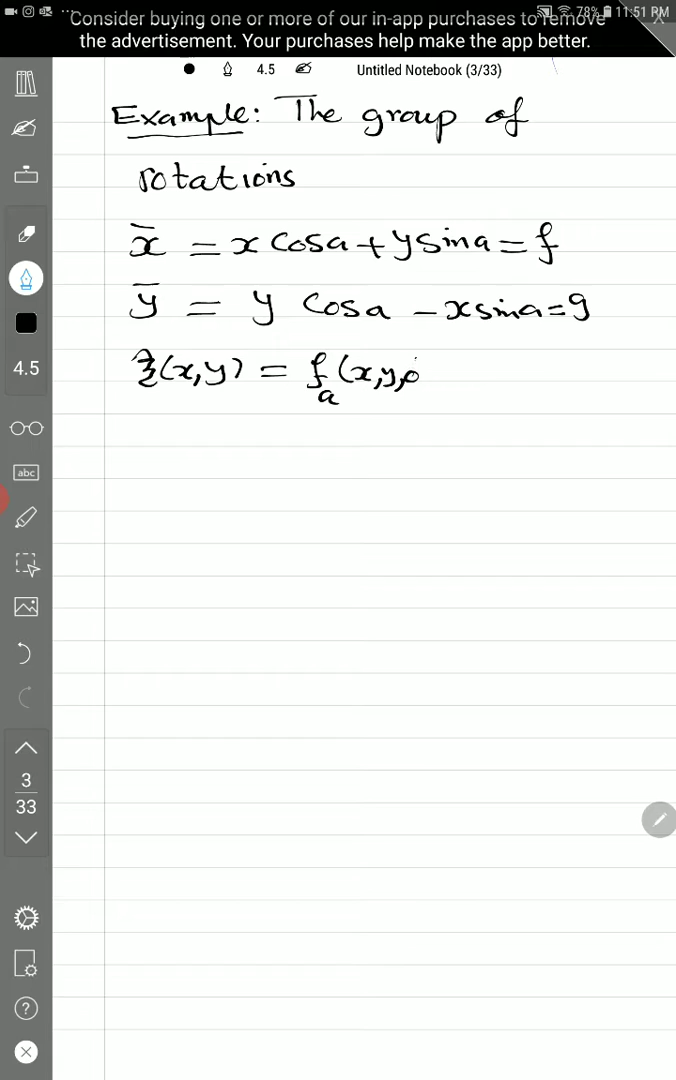 Consider buying one or more of our in-app purchases to remove
the advertisement. Your purchases help make the app better.
78% 11:51 PM
X
4.5 Untitled Notebook (3/33)
Example: The group of
rotations
x̄ = x cosa + y sina = f
ȳ = y cosa - x sina = g
ξ(x,y) = f_a (x,y,o
4.5
abc
3
33
?